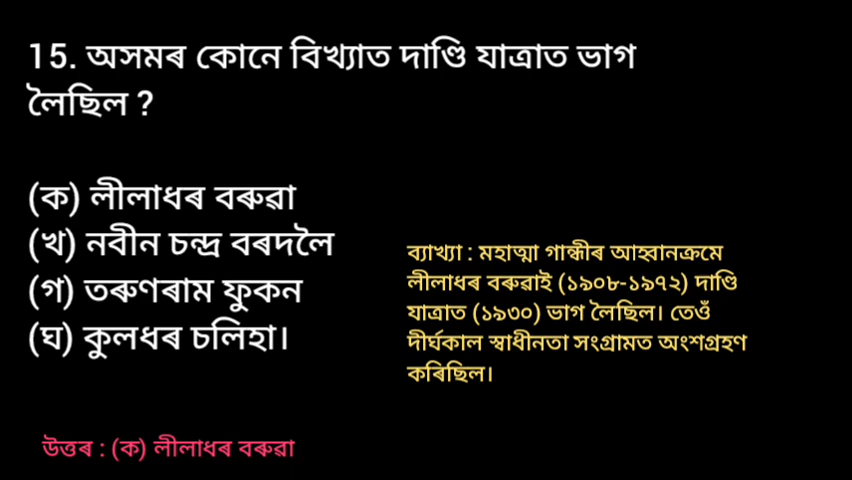 15. অসমৰ কোনে বিখ্যাত দাণ্ডি যাত্ৰাত ভাগ
লৈছিল ?
(ক) লীলাধৰ বৰুৱা
(খ) নবীন চন্দ্ৰ বৰদলৈ
(গ) তৰুণৰাম ফুকন
(ঘ) কুলধৰ চলিহা।
ব্যাখ্যা : মহাত্মা গান্ধীৰ আহ্বানক্ৰমে
লীলাধৰ বৰুৱাই (১৯০৮-১৯৭২) দাণ্ডি
যাত্ৰাত (১৯৩০) ভাগ লৈছিল। তেওঁ
দীৰ্ঘকাল স্বাধীনতা সংগ্ৰামত অংশগ্ৰহণ
কৰিছিল।
উত্তৰ : (ক) লীলাধৰ বৰুৱা